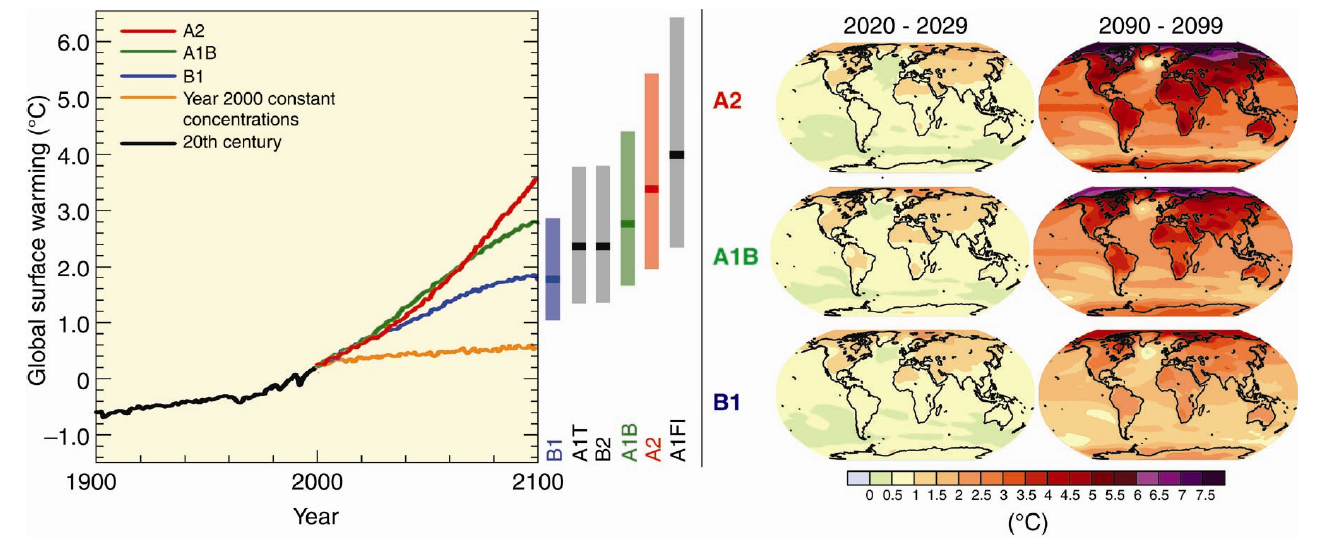 Global surface warming (°C)
6.0
5.0
4.0
3.0
2.0
1.0
0
−1.0
A2
A1B
B1
Year 2000 constant
concentrations
20th century
1900
2000
2100
Year
B1
A1T
B2
A1B
A2
A1FI
2020 - 2029
2090 - 2099
A2
A1B
B1
0 0.5 1 1.5 2 2.5 3 3.5 4 4.5 5 5.5 6 6.5 7 7.5
(°C)